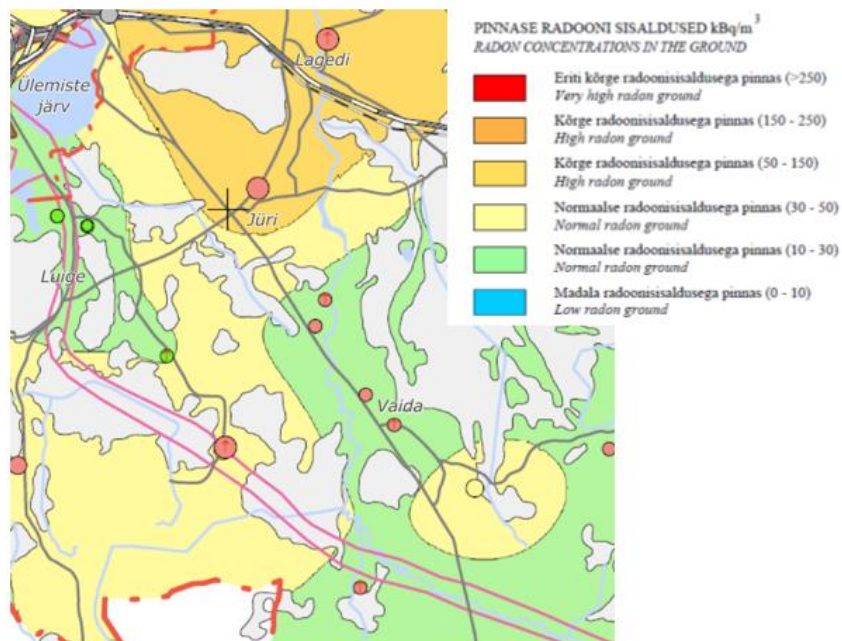 PINNASE RADOONI SISALDUSED kBq/m³
RADON CONCENTRATIONS IN THE GROUND
Eriti kõrge radoonisisaldusega pinnas (>250)
Very high radon ground
Kõrge radoonisisaldusega pinnas (150 - 250)
High radon ground
Kõrge radoonisisaldusega pinnas (50 - 150)
High radon ground
Normaalse radoonisisaldusega pinnas (30 - 50)
Normal radon ground
Normaalse radoonisisaldusega pinnas (10 - 30)
Normal radon ground
Madala radoonisisaldusega pinnas (0 - 10)
Low radon ground
Lagedi
Ülemiste
järv
Jüri
Luige
Vaida